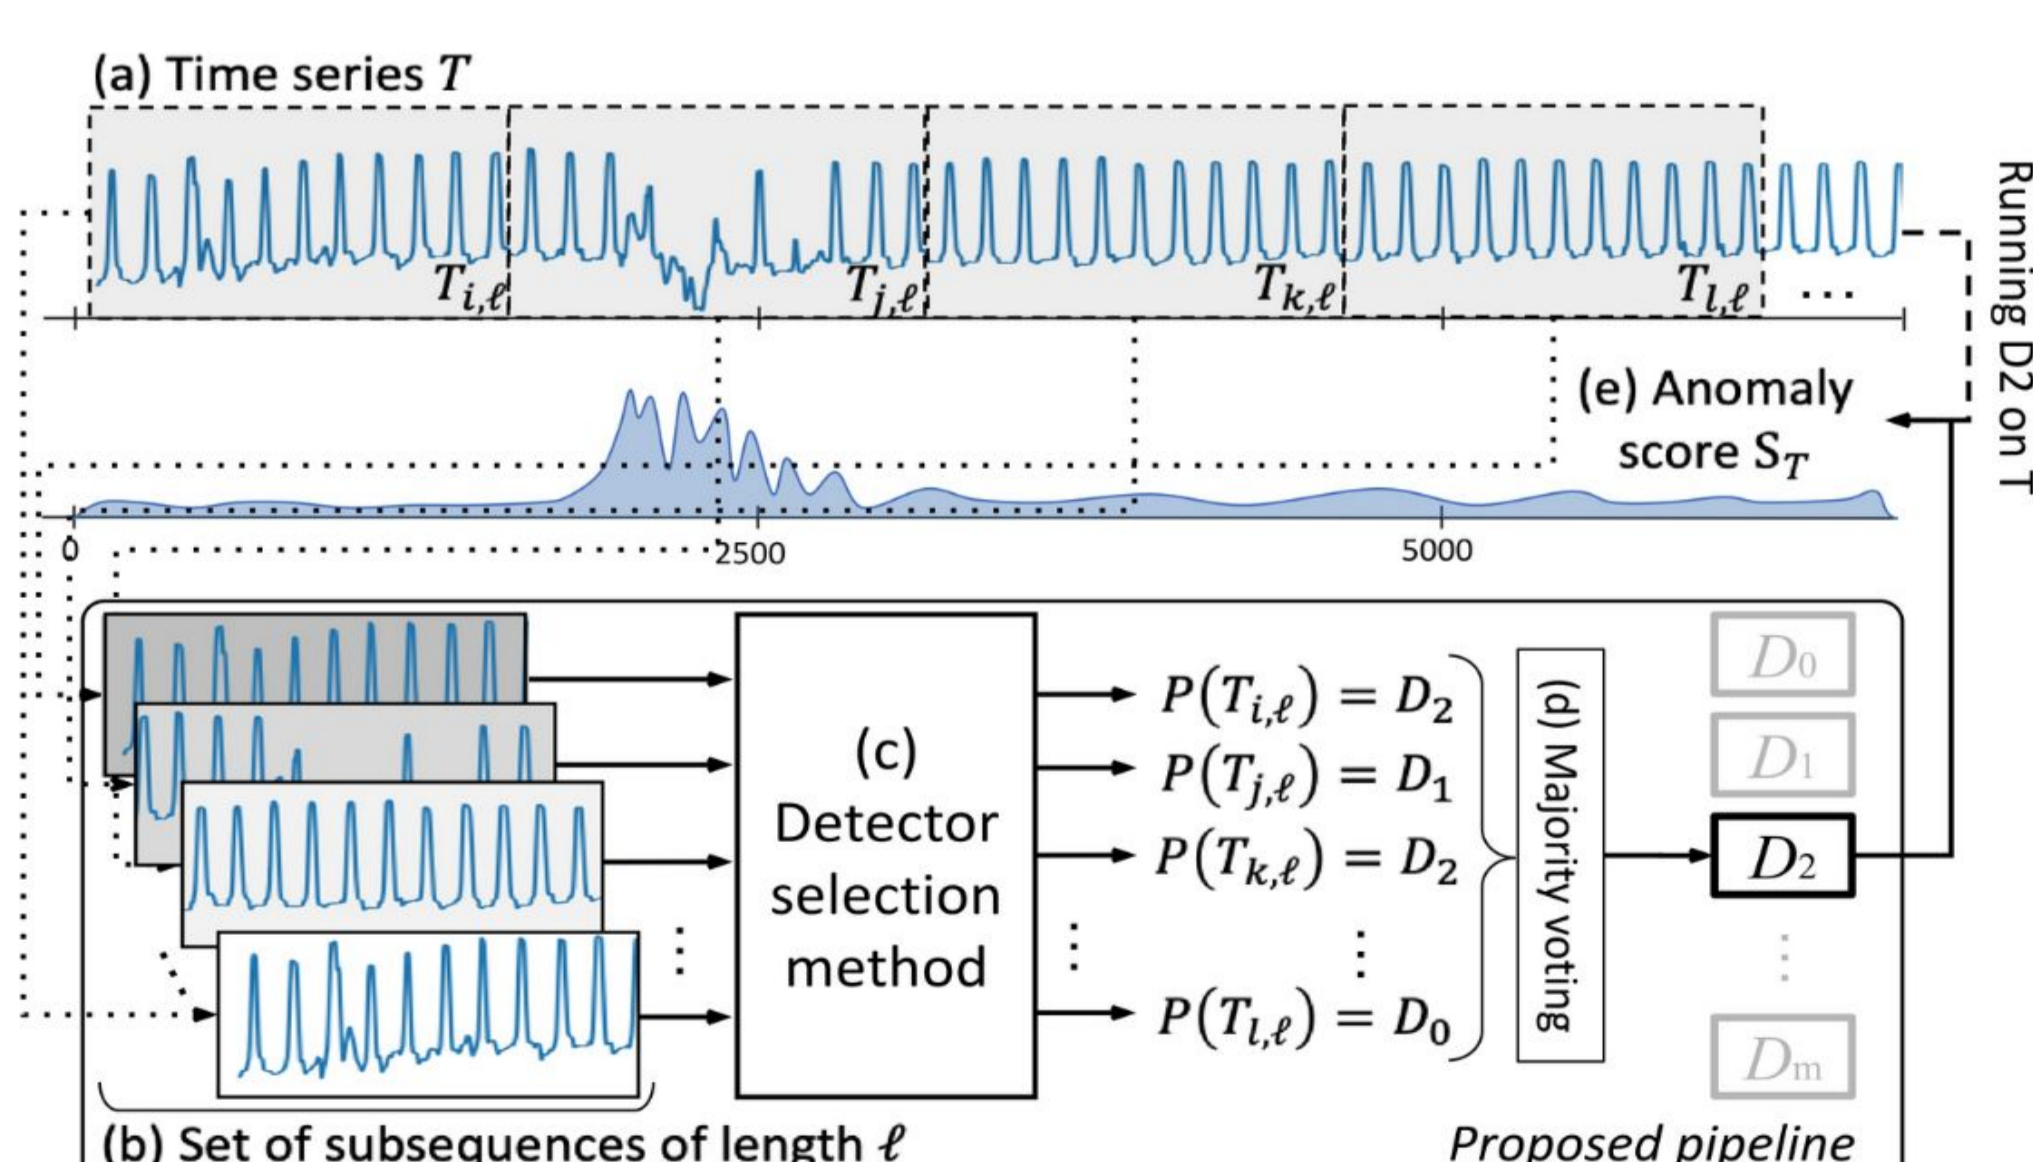 (a) Time series T
T_{i,ℓ}
T_{j,ℓ}
T_{k,ℓ}
T_{l,ℓ}
...
Running D2 on T
(e) Anomaly
score S_T
0
2500
5000
(c)
Detector
selection
method
P(T_{i,ℓ}) = D_2
P(T_{j,ℓ}) = D_1
P(T_{k,ℓ}) = D_2
P(T_{l,ℓ}) = D_0
(d) Majority voting
D_0
D_1
D_2
D_m
(b) Set of subsequences of length ℓ
Proposed pipeline